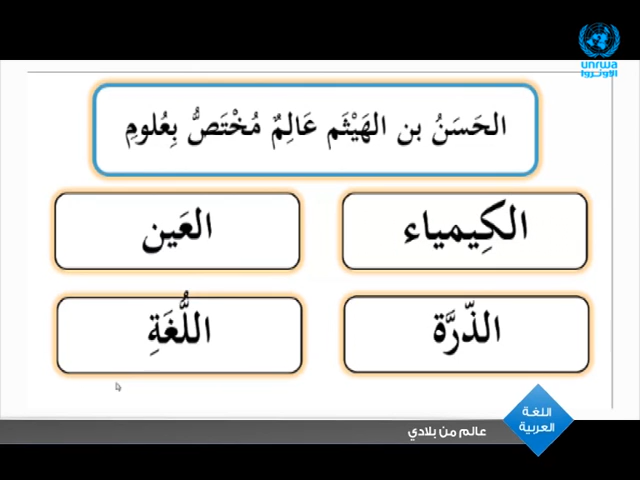 unrwa
الأونروا
الحَسَنُ بن الهَيْثَم عَالِمٌ مُخْتَصٌّ بِعُلومِ
الكِيمياء
العَين
الذّرَّة
اللُّغَةِ
اللغة
العربية
عالم من بلادي